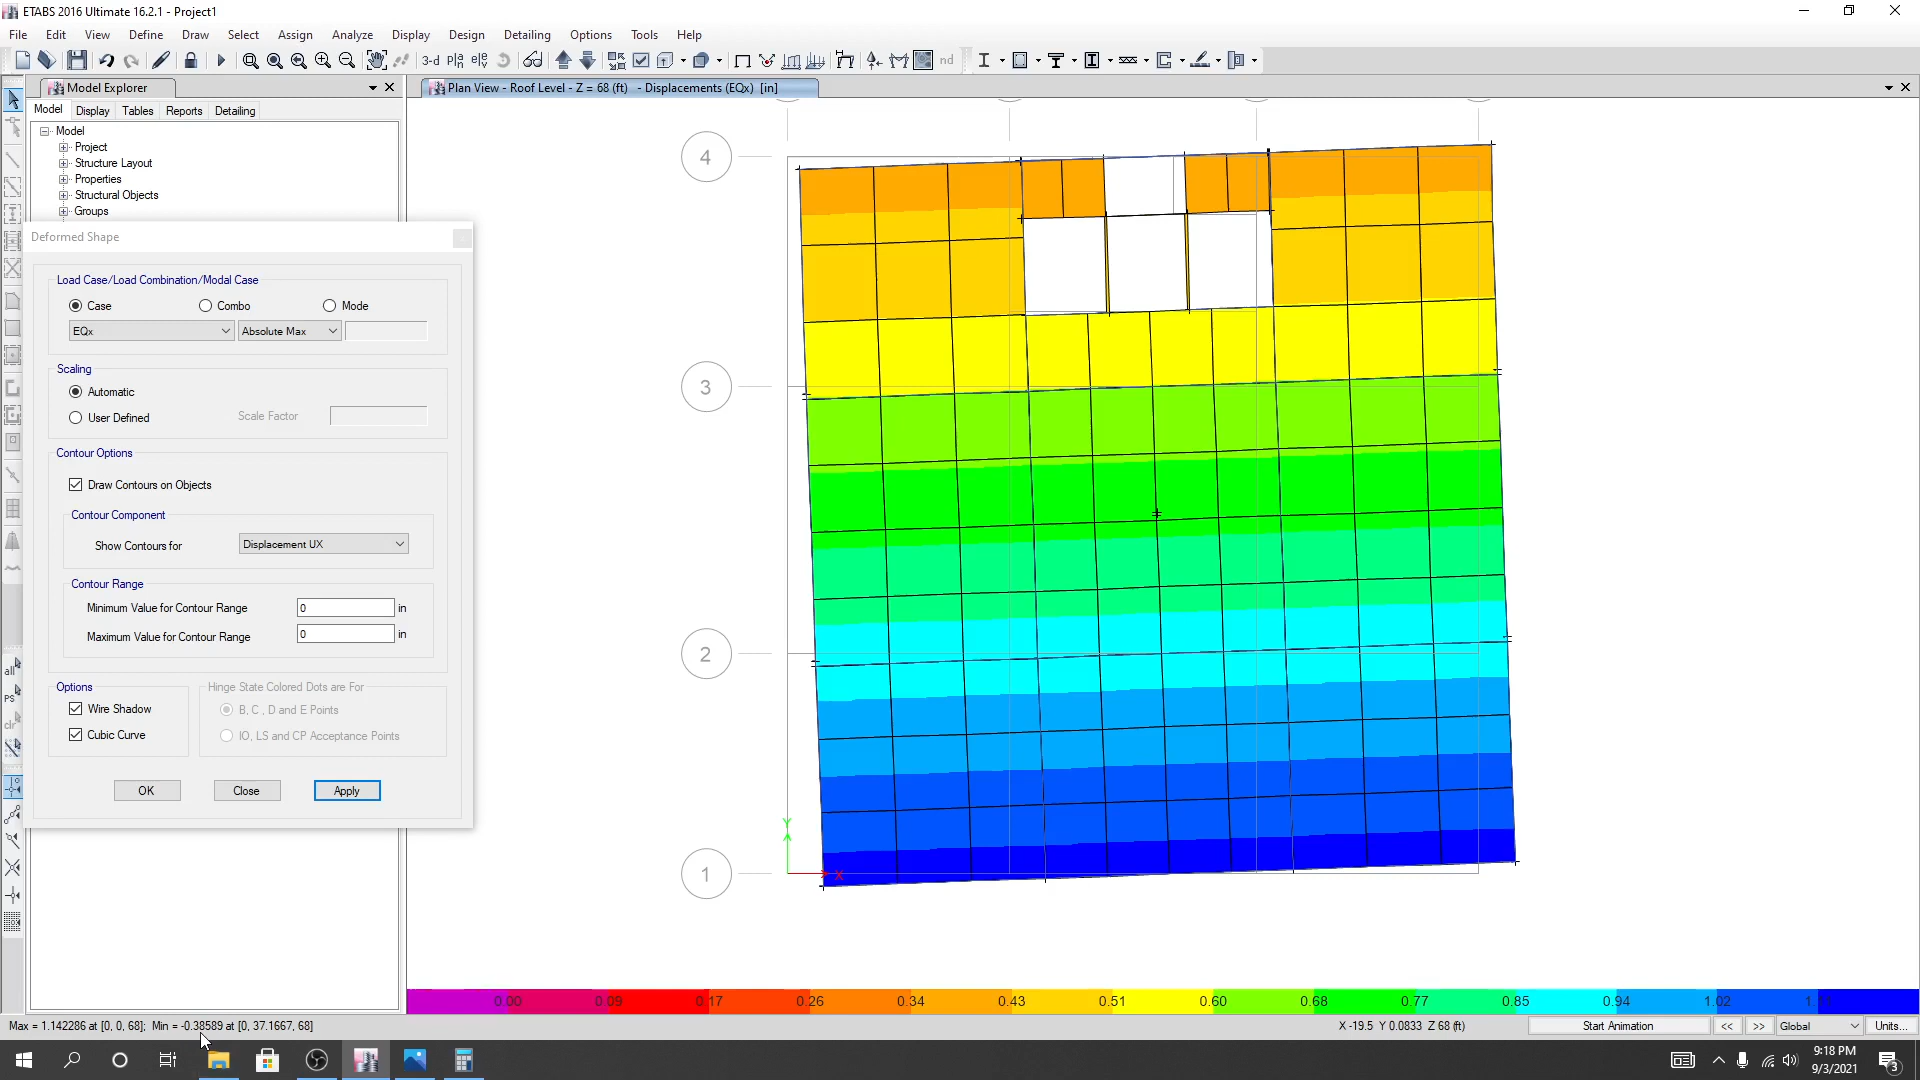 ETABS 2016 Ultimate 16.2.1 - Project1
File Edit View Define Draw Select Assign Analyze Display Design Detailing Options Tools Help
3-d nd
Model Explorer
Plan View - Roof Level - Z = 68 (ft) - Displacements (EQx) [in]
Model Display Tables Reports Detailing
Model
Project
Structure Layout
Properties
Structural Objects
Groups
Deformed Shape
Load Case/Load Combination/Modal Case
Case Combo Mode
EQx Absolute Max
Scaling
Automatic
User Defined Scale Factor
Contour Options
Draw Contours on Objects
Contour Component
Show Contours for Displacement UX
Contour Range
Minimum Value for Contour Range 0 in
Maximum Value for Contour Range 0 in
Options
Wire Shadow
Cubic Curve
Hinge State Colored Dots are For
B, C , D and E Points
IO, LS and CP Acceptance Points
OK Close Apply
all
PS
clr
4
3
2
1
Y
X
0.00 0.09 0.17 0.26 0.34 0.43 0.51 0.60 0.68 0.77 0.85 0.94 1.02
Max = 1.142286 at [0, 0, 68]; Min = -0.38589 at [0, 37.1667, 68]
X -19.5 Y 0.0833 Z 68 (ft)
Start Animation << >> Global Units...
9:18 PM
9/3/2021
3